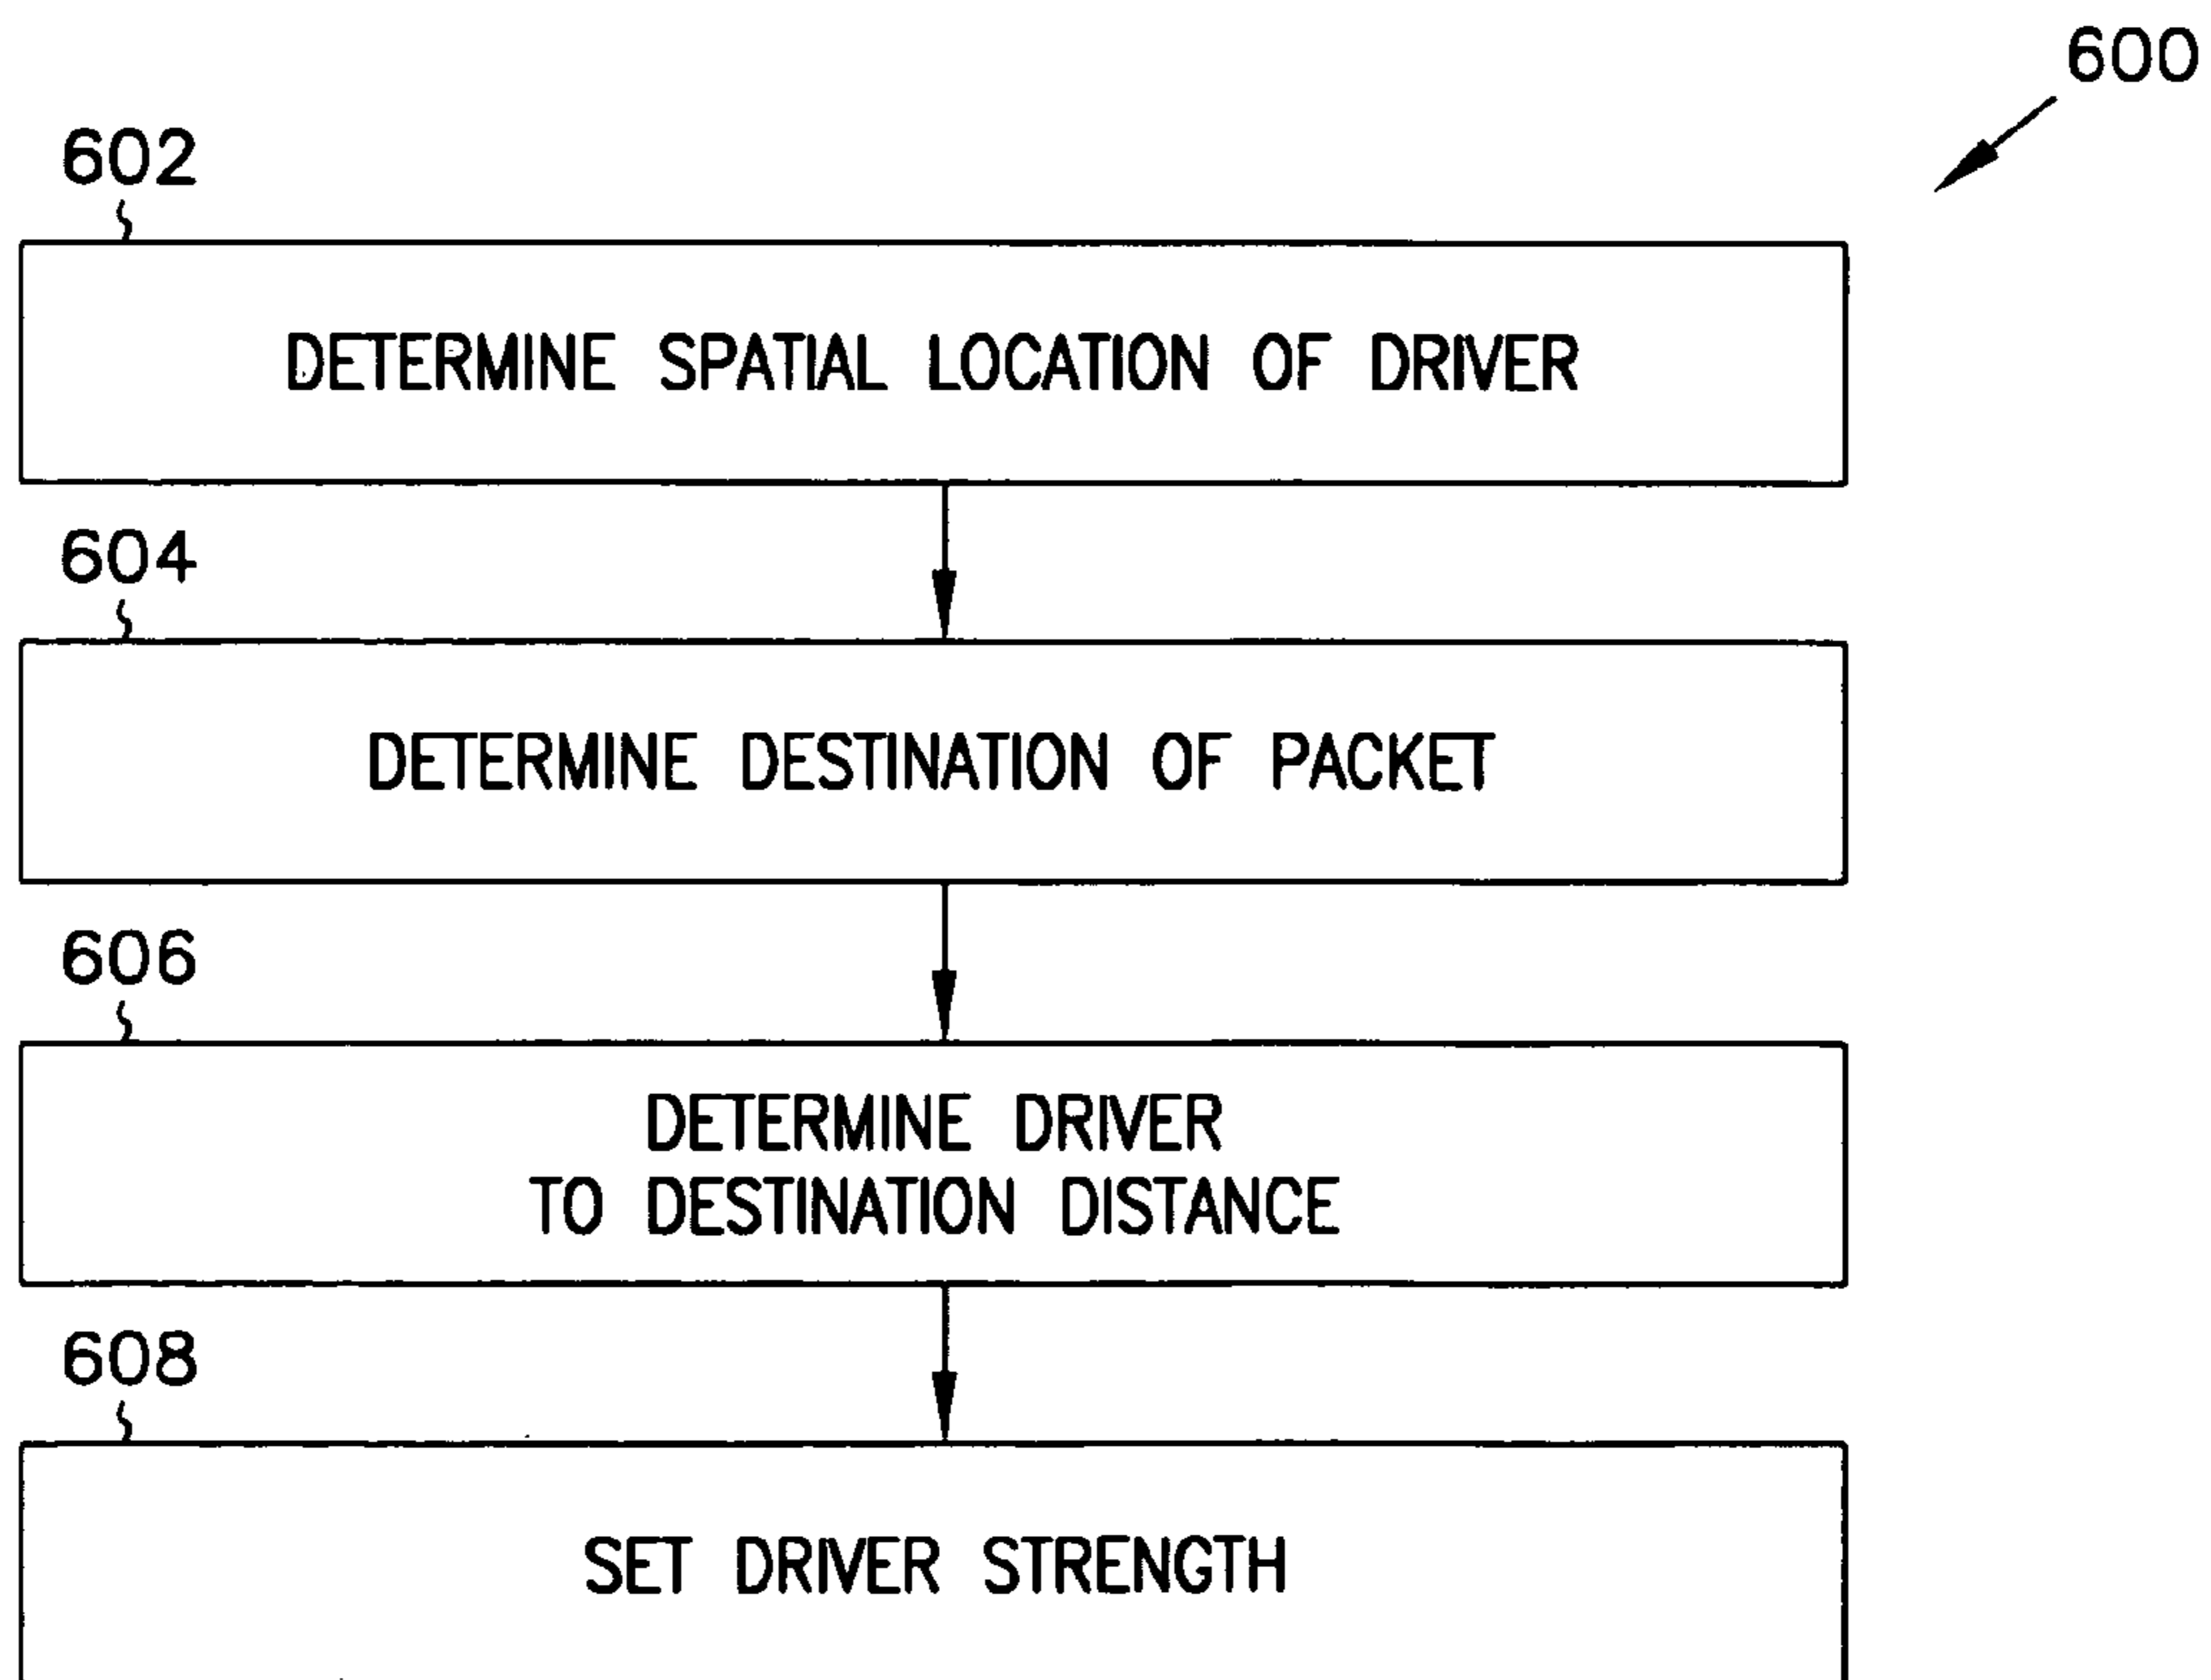 600
602
DETERMINE SPATIAL LOCATION OF DRIVER
604
DETERMINE DESTINATION OF PACKET
606
DETERMINE DRIVER
TO DESTINATION DISTANCE
608
SET DRIVER STRENGTH